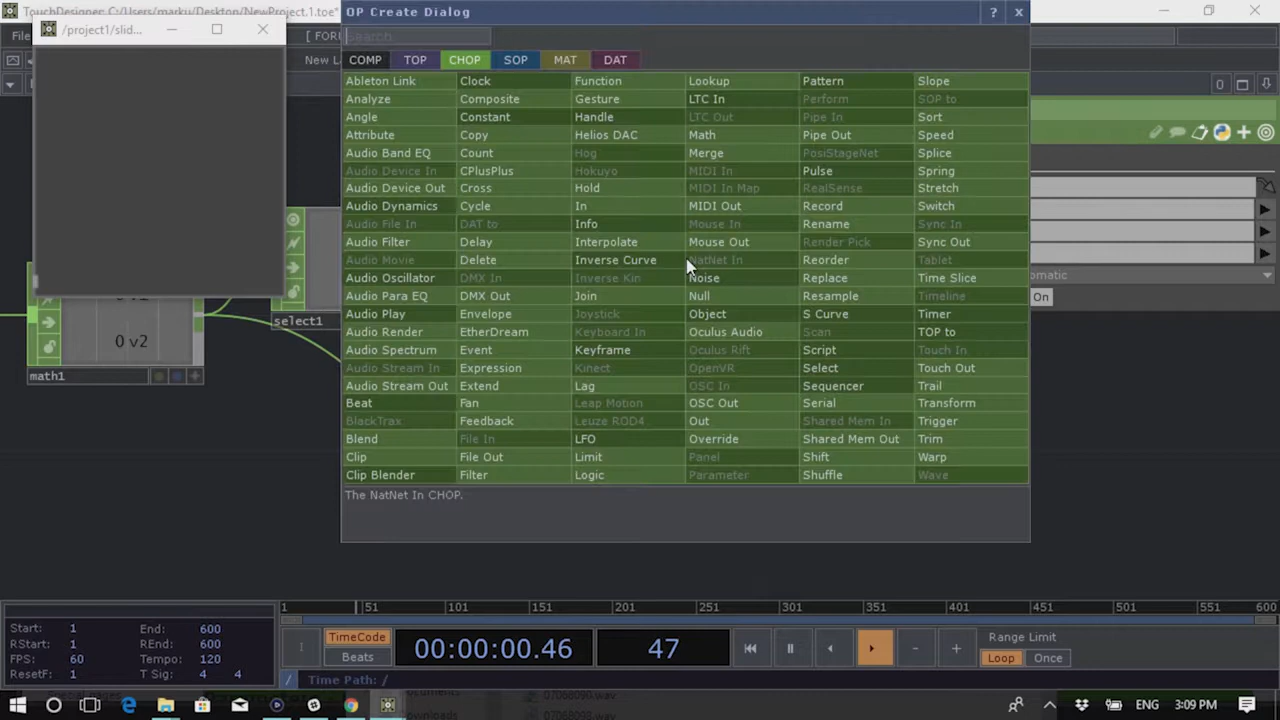 TouchDesigner C:/Users/marku/Desktop/NewProject.1.toe*
/project1/slid...
OP Create Dialog
?
x
Search
File
[ FOR
New L
COMP
TOP
CHOP
SOP
MAT
DAT
Ableton Link Clock Function Lookup Pattern Slope
Analyze Composite Gesture LTC In Perform SOP to
Angle Constant Handle LTC Out Pipe In Sort
Attribute Copy Helios DAC Math Pipe Out Speed
Audio Band EQ Count Hog Merge PosiStageNet Splice
Audio Device In CPlusPlus Hokuyo MIDI In Pulse Spring
Audio Device Out Cross Hold MIDI In Map RealSense Stretch
Audio Dynamics Cycle In MIDI Out Record Switch
Audio File In DAT to Info Mouse In Rename Sync In
Audio Filter Delay Interpolate Mouse Out Render Pick Sync Out
Audio Movie Delete Inverse Curve NatNet In Reorder Tablet
Audio Oscillator DMX In Inverse Kin Noise Replace Time Slice
Audio Para EQ DMX Out Join Null Resample Timeline
Audio Play Envelope Joystick Object S Curve Timer
Audio Render EtherDream Keyboard In Oculus Audio Scan TOP to
Audio Spectrum Event Keyframe Oculus Rift Script Touch In
Audio Stream In Expression Kinect OpenVR Select Touch Out
Audio Stream Out Extend Lag OSC In Sequencer Trail
Beat Fan Leap Motion OSC Out Serial Transform
BlackTrax Feedback Leuze ROD4 Out Shared Mem In Trigger
Blend File In LFO Override Shared Mem Out Trim
Clip File Out Limit Panel Shift Warp
Clip Blender Filter Logic Parameter Shuffle Wave
The NatNet In CHOP.
0
omatic
On
select1
0 v2
math1
1 51 101 151 201 251 301 351 401 451 501 551 600
Start: 1 End: 600
RStart: 1 REnd: 600
FPS: 60 Tempo: 120
ResetF: 1 T Sig: 4 4
TimeCode
Beats
00:00:00.46
47
Range Limit
Loop
Once
/ Time Path: /
07068098.wav
ENG
3:09 PM